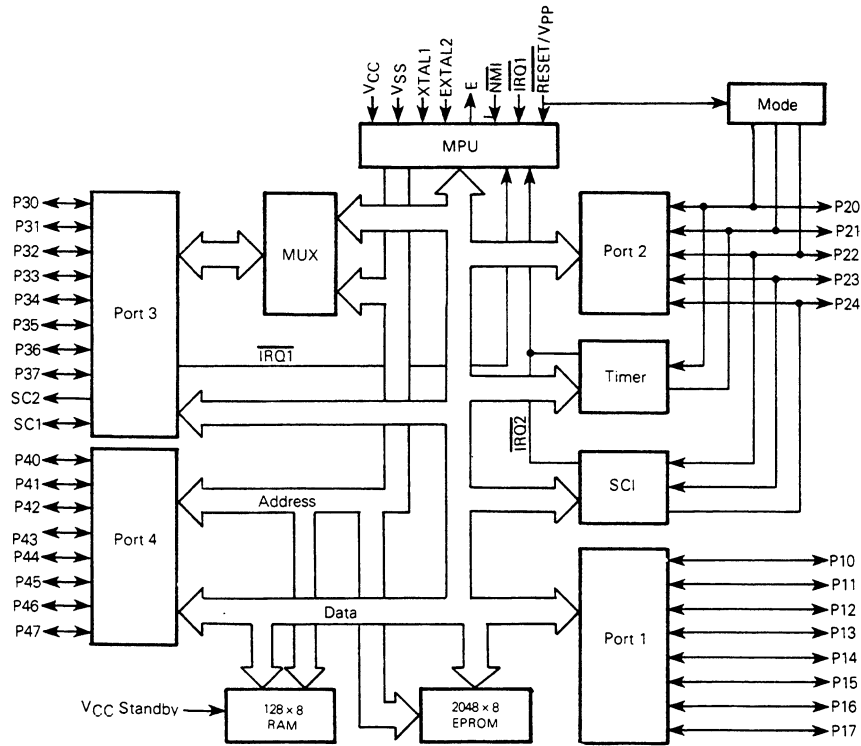 VCC
VSS
XTAL1
EXTAL2
E
NMI
IRQ1
RESET/VPP
MPU
Mode
P30
P31
P32
P33
P34
P35
P36
P37
SC2
SC1
Port 3
MUX
Port 2
P20
P21
P22
P23
P24
IRQ1
Timer
IRQ2
SCI
P40
P41
P42
P43
P44
P45
P46
P47
Port 4
Address
Data
Port 1
P10
P11
P12
P13
P14
P15
P16
P17
VCC Standby
128 × 8
RAM
2048 × 8
EPROM